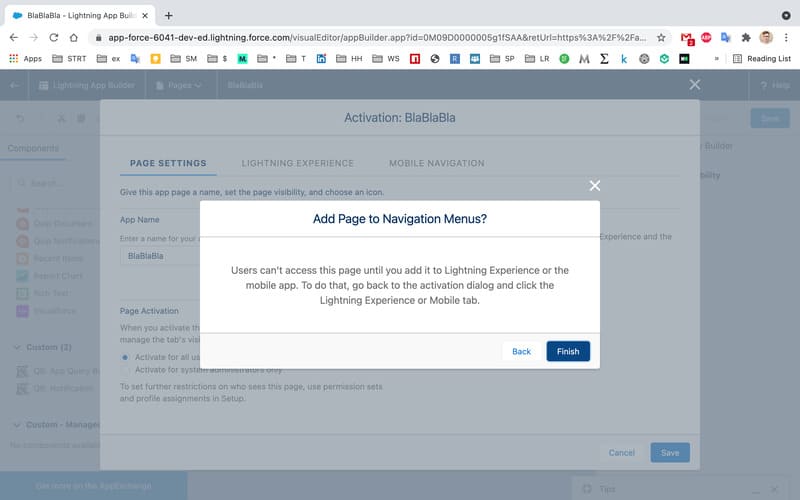 BlaBlaBla - Lightning App Build
app-force-6041-dev-ed.lightning.force.com/visualEditor/appBuilder.app?id=0M09D0000005g1fSAA&retUrl=https%3A%2F%2Fa...
2 ABP
Apps STRT ex SM $ T HH WS SP LR » Reading List
Lightning App Builder Pages BlaBlaBla ? Help
Activation: BlaBlaBla
Save
Components
PAGE SETTINGS LIGHTNING EXPERIENCE MOBILE NAVIGATION
Search...
Give this app page a name, set the page visibility, and choose an icon.
App Name
Enter a name for your
Experience and the
BlaBlaBla
Quip Document
Quip Notifications
Recent Items
Report Chart
Rich Text
Visualforce
Add Page to Navigation Menus?
Users can't access this page until you add it to Lightning Experience or the
mobile app. To do that, go back to the activation dialog and click the
Lightning Experience or Mobile tab.
Back Finish
Page Activation
When you activate th
manage the tab's visi
Activate for all us
Activate for system administrators only.
To set further restrictions on who sees this page, use permission sets
and profile assignments in Setup.
Custom (2)
QB: App Query Bu
QB: Notification
Custom - Manage
No components availa
Cancel Save
Get more on the AppExchange
Tips